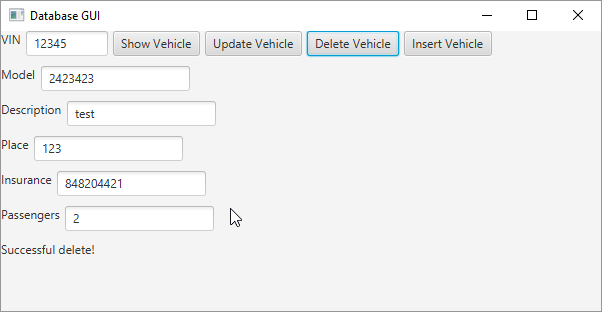 Database GUI
VIN 12345 Show Vehicle Update Vehicle Delete Vehicle Insert Vehicle
Model 2423423
Description test
Place 123
Insurance 848204421
Passengers 2
Successful delete!